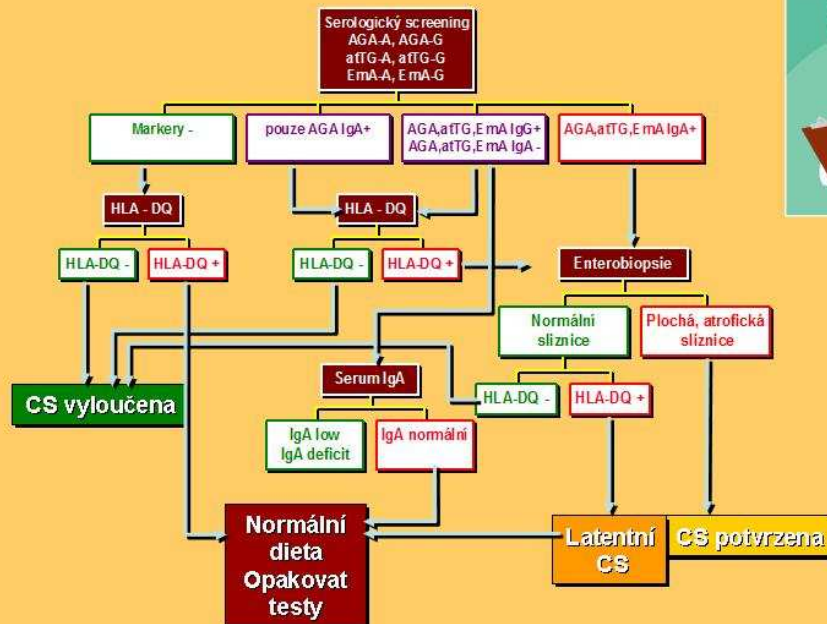 Serologický screening
AGA-A, AGA-G
atTG-A, atTG-G
EmA-A, EmA-G
Markery -
pouze AGA IgA+
AGA,atTG,EmA IgG+
AGA,atTG,EmA IgA -
AGA,atTG,EmA IgA+
HLA - DQ
HLA - DQ
HLA-DQ -
HLA-DQ +
HLA-DQ -
HLA-DQ +
Enterobiopsie
Normální
sliznice
Plochá, atrofická
sliznice
Serum IgA
HLA-DQ -
HLA-DQ +
CS vyloučena
IgA low
IgA deficit
IgA normální
Normální
dieta
Opakovat
testy
Latentní
CS
CS potvrzena